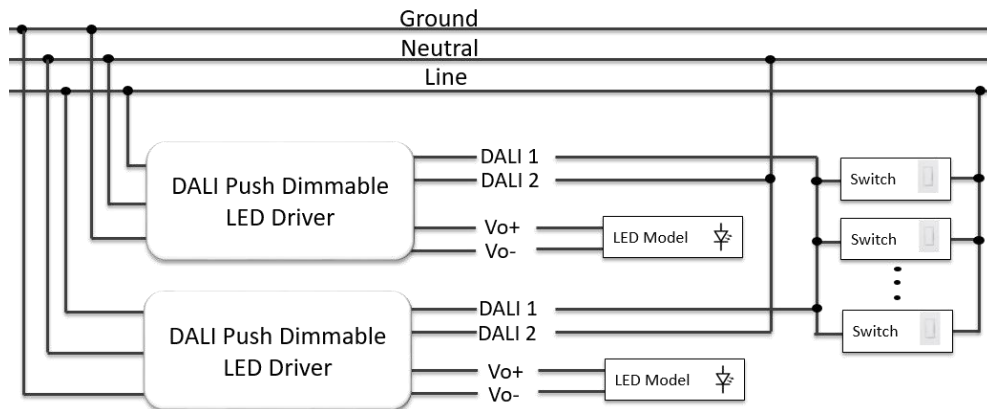 Ground
Neutral
Line
DALI Push Dimmable
LED Driver
DALI 1
DALI 2
Vo+
Vo-
LED Model
Switch
Switch
Switch
DALI Push Dimmable
LED Driver
DALI 1
DALI 2
Vo+
Vo-
LED Model